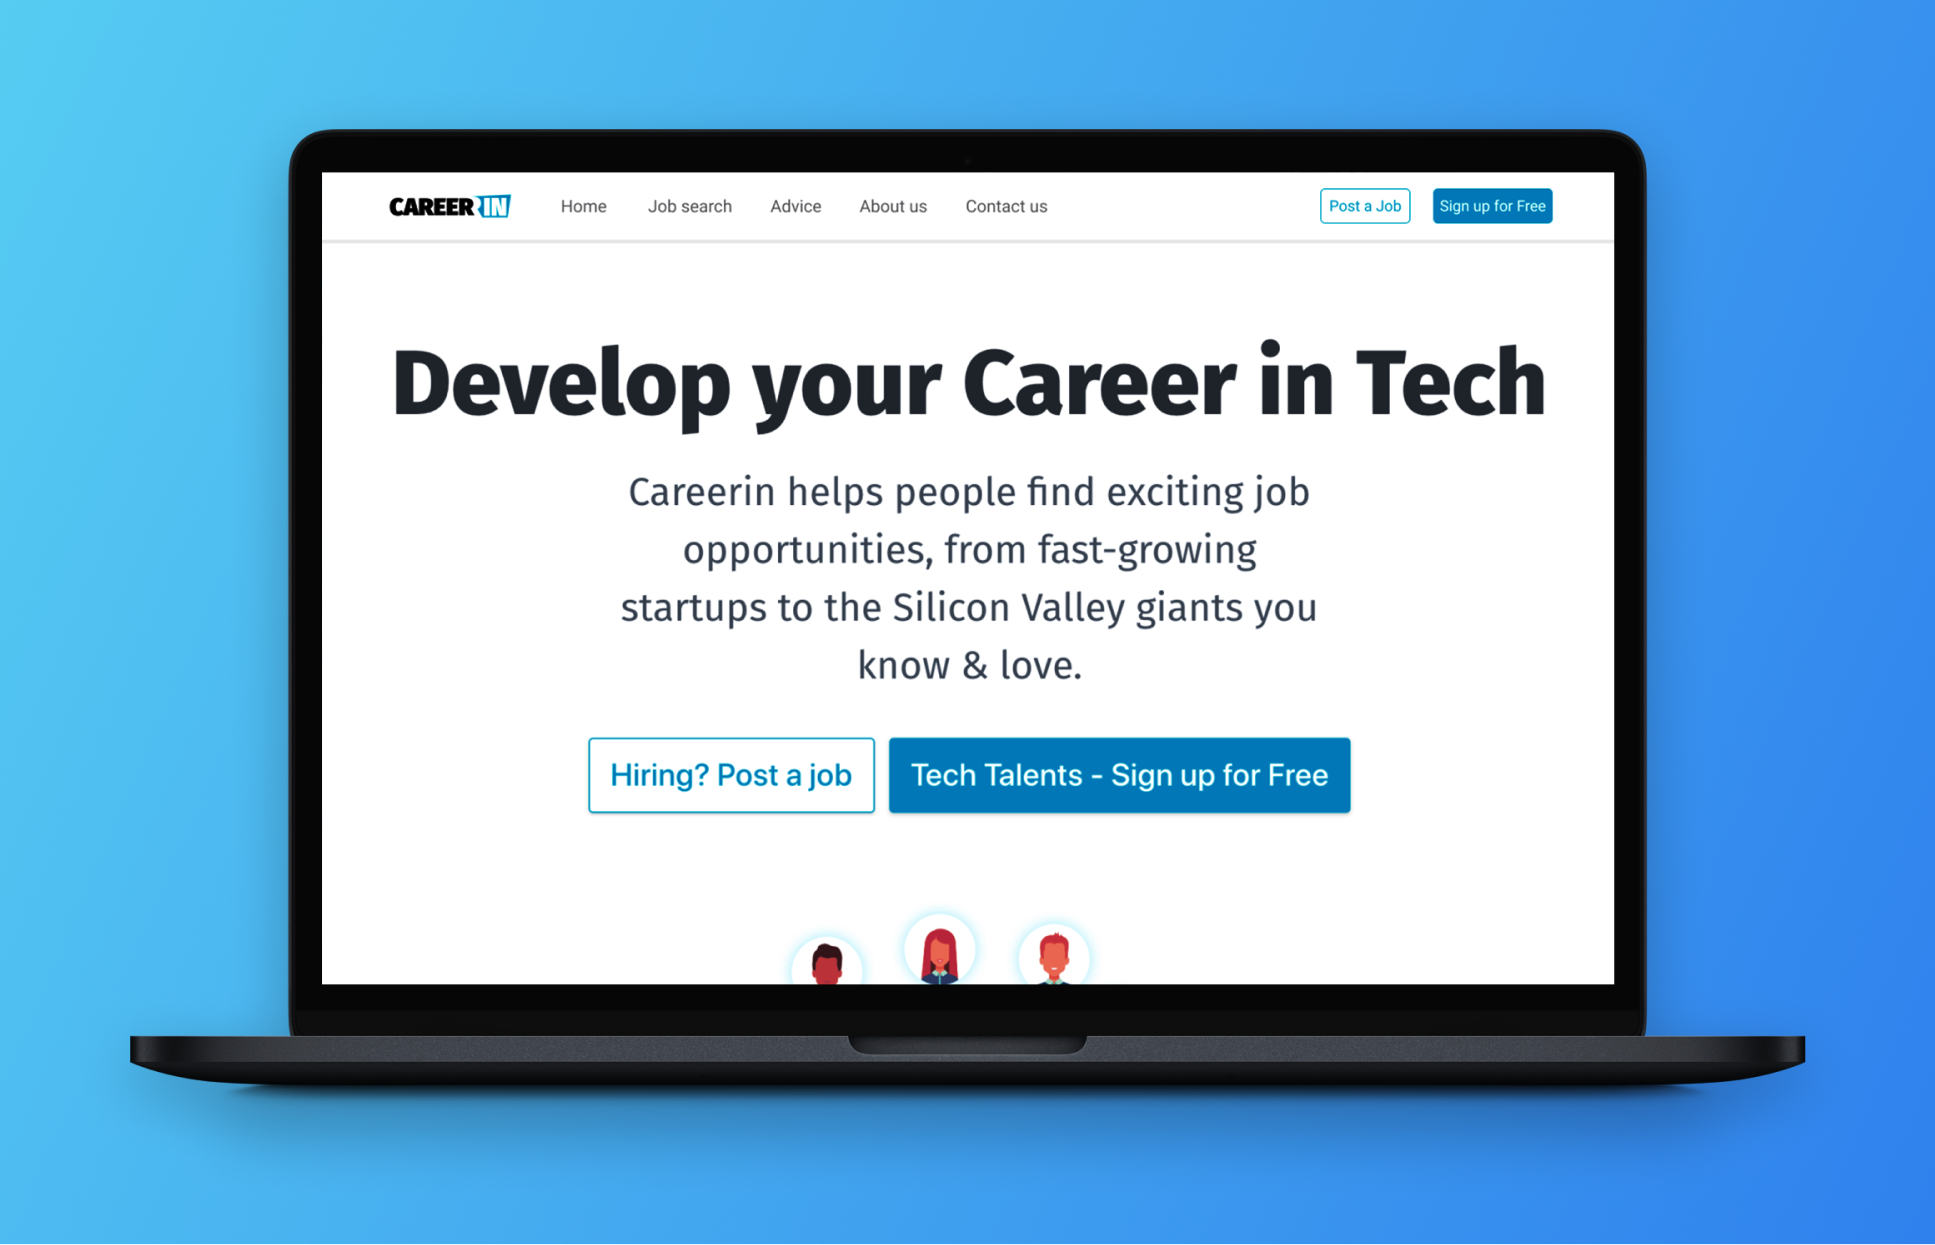 CAREER IN
Home
Job search
Advice
About us
Contact us
Post a Job
Sign up for Free
Develop your Career in Tech
Careerin helps people find exciting job
opportunities, from fast-growing
startups to the Silicon Valley giants you
know & love.
Hiring? Post a job
Tech Talents - Sign up for Free